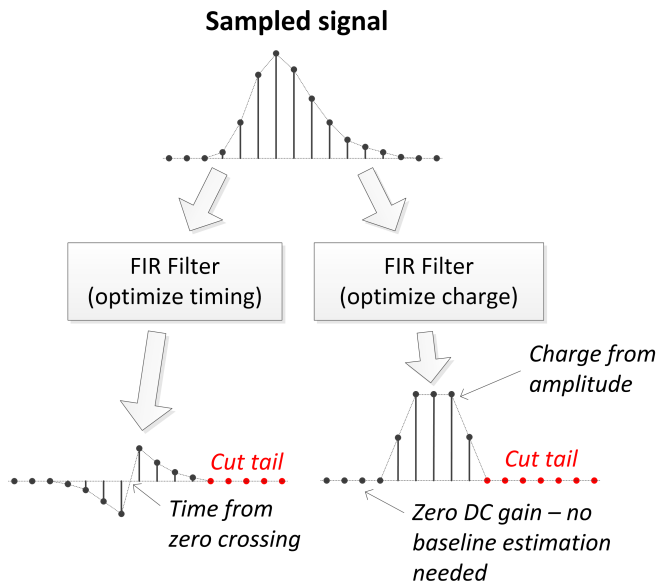 Sampled signal
FIR Filter
(optimize timing)
FIR Filter
(optimize charge)
Charge from
amplitude
Cut tail
Time from
zero crossing
Cut tail
Zero DC gain – no
baseline estimation
needed